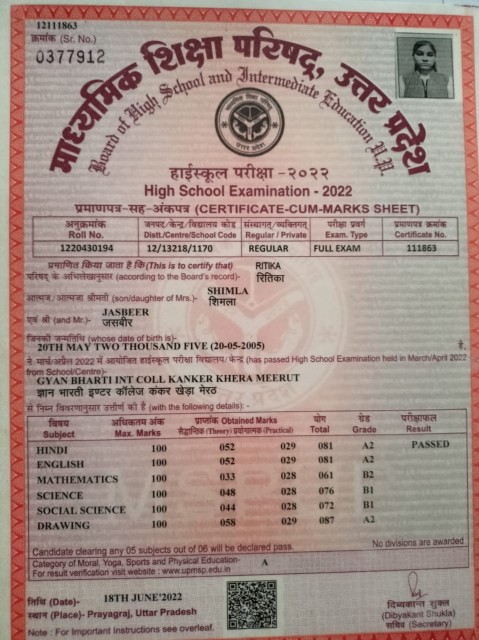 12111863
क्रमांक (Sr. No.)
0377912
माध्यमिक शिक्षा परिषद्, उत्तर प्रदेश
Board of High School and Intermediate Education U.P.
उत्तर प्रदेश
हाईस्कूल परीक्षा -२०२२
High School Examination - 2022
प्रमाणपत्र-सह-अंकपत्र (CERTIFICATE-CUM-MARKS SHEET)
अनुक्रमांक जनपद/केन्द्र/विद्यालय कोड संस्थागत/व्यक्तिगत परीक्षा प्रवर्ग प्रमाणपत्र क्रमांक
Roll No. Distt./Centre/School Code Regular / Private Exam. Type Certificate No.
1220430194 12/13218/1170 REGULAR FULL EXAM 111863
प्रमाणित किया जाता है कि (This is to certify that) RITIKA
परिषद के अभिलेखानुसार (according to the Board's record)- रितिका
SHIMLA
आत्मज/आत्मजा श्रीमती (son/daughter of Mrs.)- शिमला
JASBEER
एवं श्री (and Mr.)- जसबीर
जिनकी जन्मतिथि (whose date of birth is)-
20TH MAY TWO THOUSAND FIVE (20-05-2005) है,
ने मार्च/अप्रैल 2022 में आयोजित हाईस्कूल परीक्षा विद्यालय/केन्द्र (has passed High School Examination held in March/April 2022
from School/Centre)-
GYAN BHARTI INT COLL KANKER KHERA MEERUT
ज्ञान भारती इण्टर कॉलेज कंकर खेड़ा मेरठ
से निम्न विवरणानुसार उत्तीर्ण की है (with the following details): -
विषय अधिकतम अंक प्राप्तांक Obtained Marks योग ग्रेड परीक्षाफल
Subject Max. Marks सैद्धान्तिक (Theory) प्रयोगात्मक (Practical) Total Grade Result
HINDI 100 052 029 081 A2 PASSED
ENGLISH 100 052 029 081 A2
MATHEMATICS 100 033 028 061 B2
SCIENCE 100 048 028 076 B1
SOCIAL SCIENCE 100 044 028 072 B1
DRAWING 100 058 029 087 A2
No divisions are awarded
Candidate clearing any 05 subjects out of 06 will be declared pass.
Category of Moral, Yoga, Sports and Physical Education- A
For result verification visit website : www.upmsp.edu.in
तिथि (Date)- 18TH JUNE'2022
स्थान (Place) - Prayagraj, Uttar Pradesh
दिव्यकान्त शुक्ल
(Dibyakant Shukla)
सचिव (Secretary)
Note : For Important Instructions see overleaf.